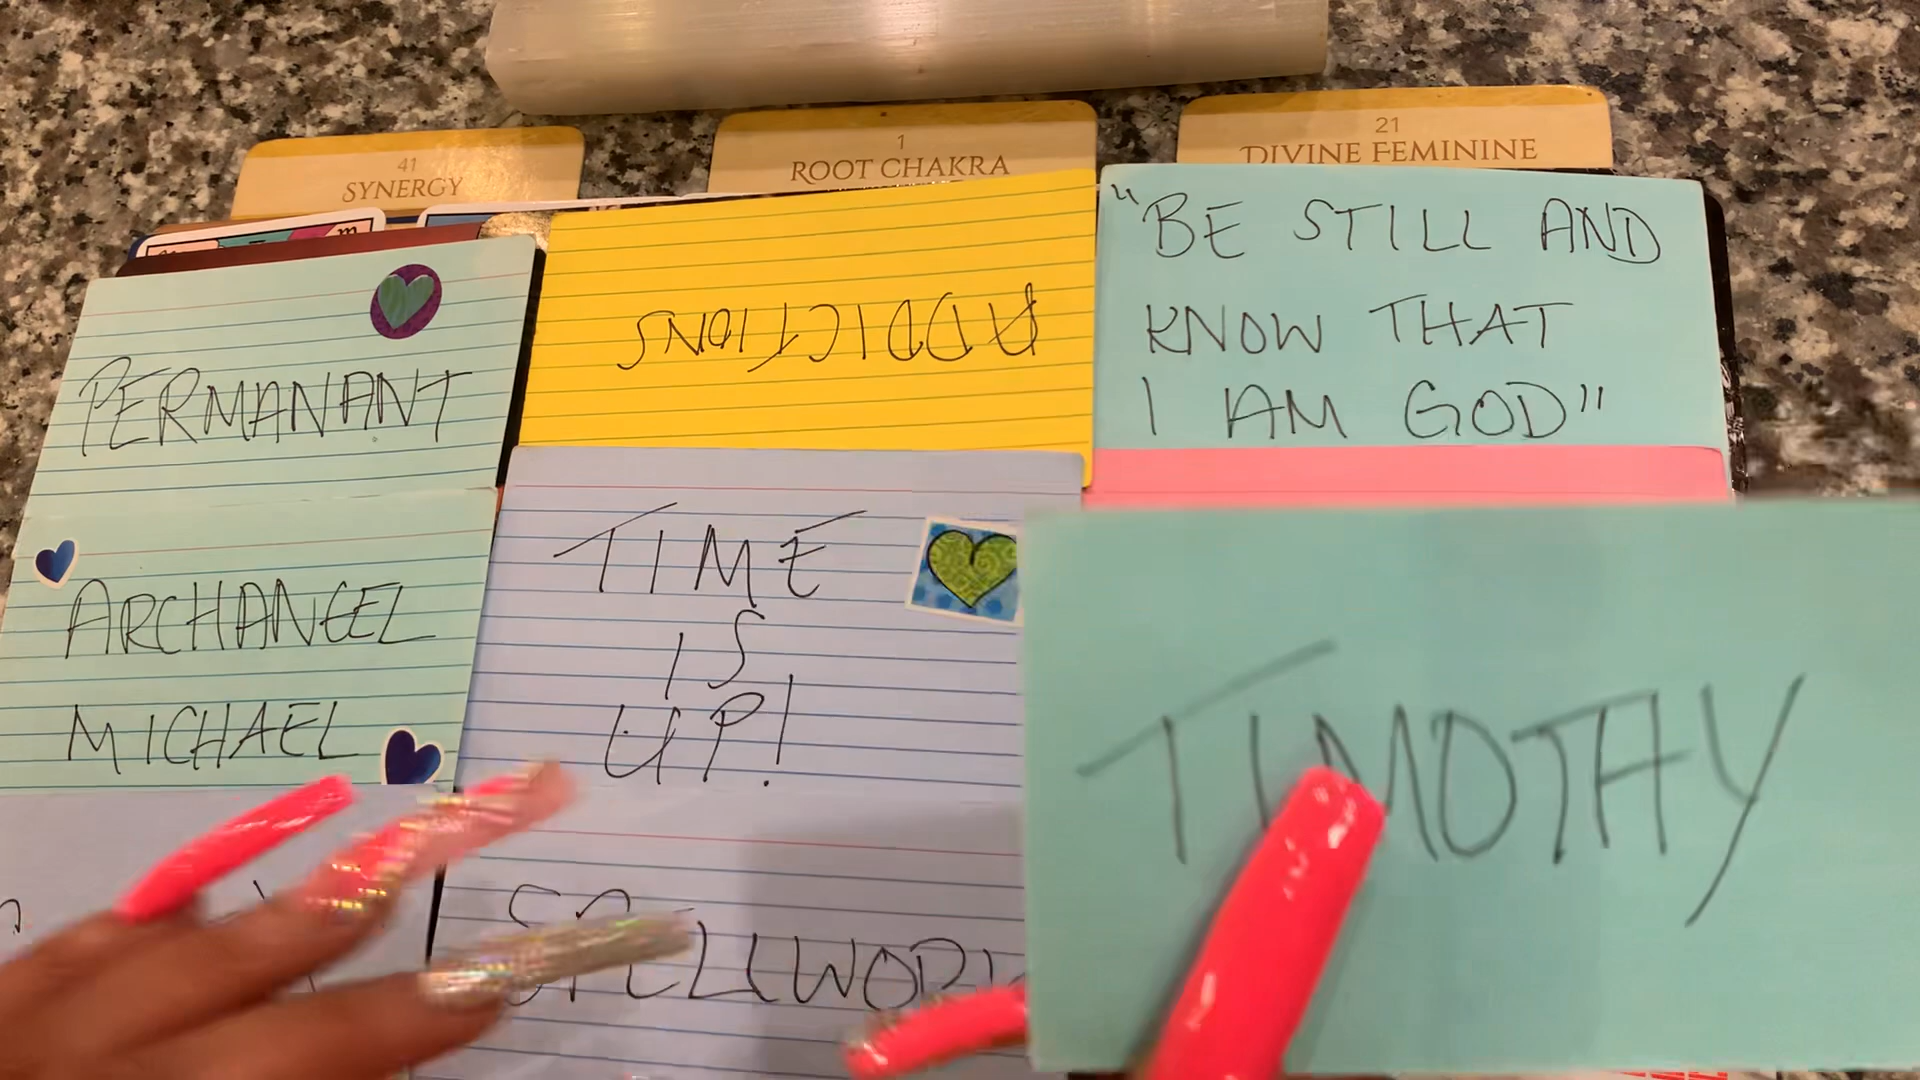 41
SYNERGY
1
ROOT CHAKRA
21
DIVINE FEMININE
PERMANANT
ADDICTIONS
"BE STILL AND
KNOW THAT
I AM GOD"
ARCHANGEL
MICHAEL
TIME
IS
UP!
TIMOTHY
SPELLWORK